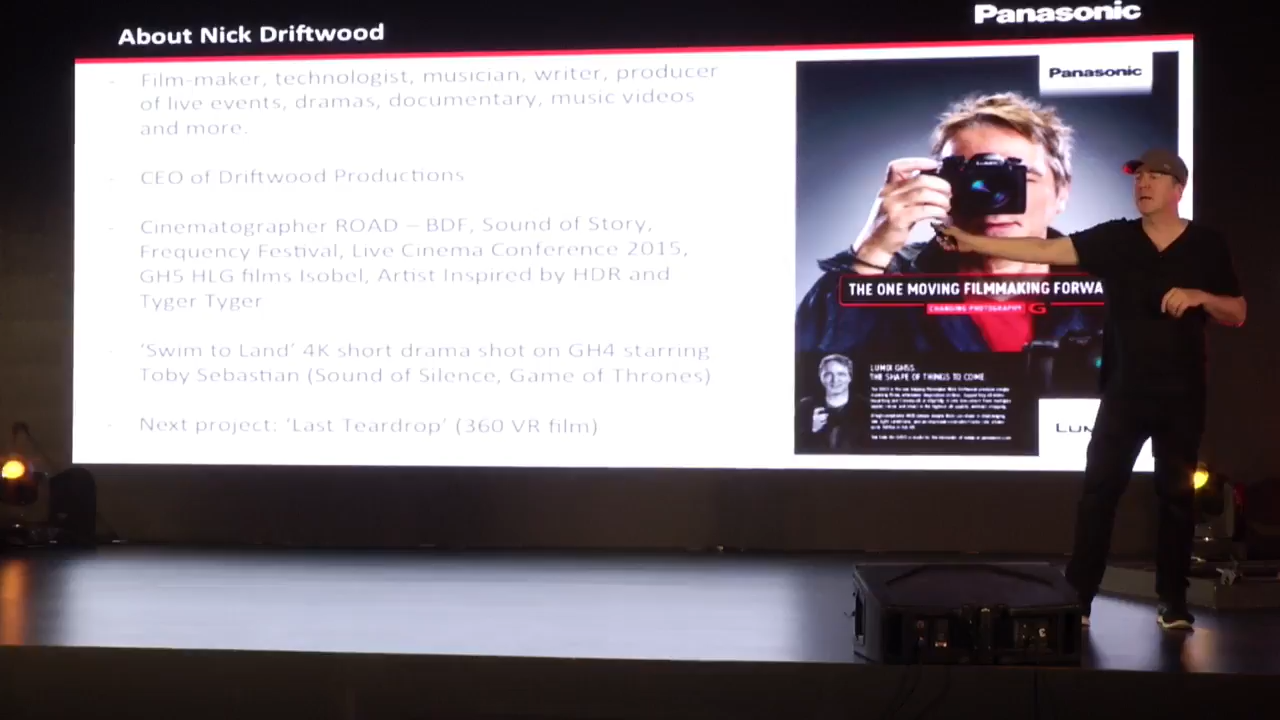 Panasonic
About Nick Driftwood
- Film-maker, technologist, musician, writer, producer
of live events, dramas, documentary, music videos
and more.
- CEO of Driftwood Productions
- Cinematographer ROAD – BDF, Sound of Story,
Frequency Festival, Live Cinema Conference 2015,
GH5 HLG films Isobel, Artist Inspired by HDR and
Tyger Tyger
- 'Swim to Land' 4K short drama shot on GH4 starring
Toby Sebastian (Sound of Silence, Game of Thrones)
- Next project: 'Last Teardrop' (360 VR film)
Panasonic
LUMIX
THE ONE MOVING FILMMAKING FORWA
CHANGING PHOTOGRAPHY G
LUMIX GH5S
THE SHAPE OF THINGS TO COME.
LUM